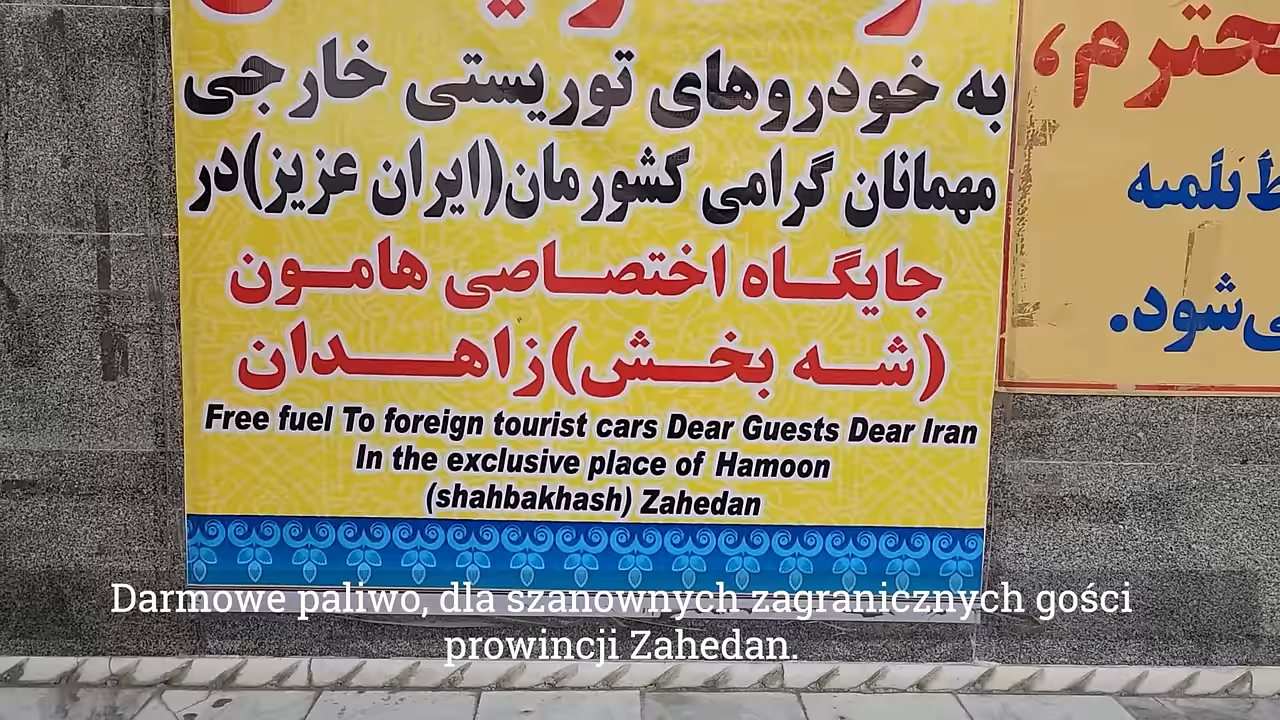 به خودروهای توریستی خارجی
مهمانان گرامی کشورمان(ایران عزیز)در
جایگاه اختصاصی هامون
(شه بخش)زاهدان
Free fuel To foreign tourist cars Dear Guests Dear Iran
In the exclusive place of Hamoon
(shahbakhash) Zahedan
محترم،
می‌شود.
Darmowe paliwo, dla szanownych zagranicznych gości
prowincji Zahedan.